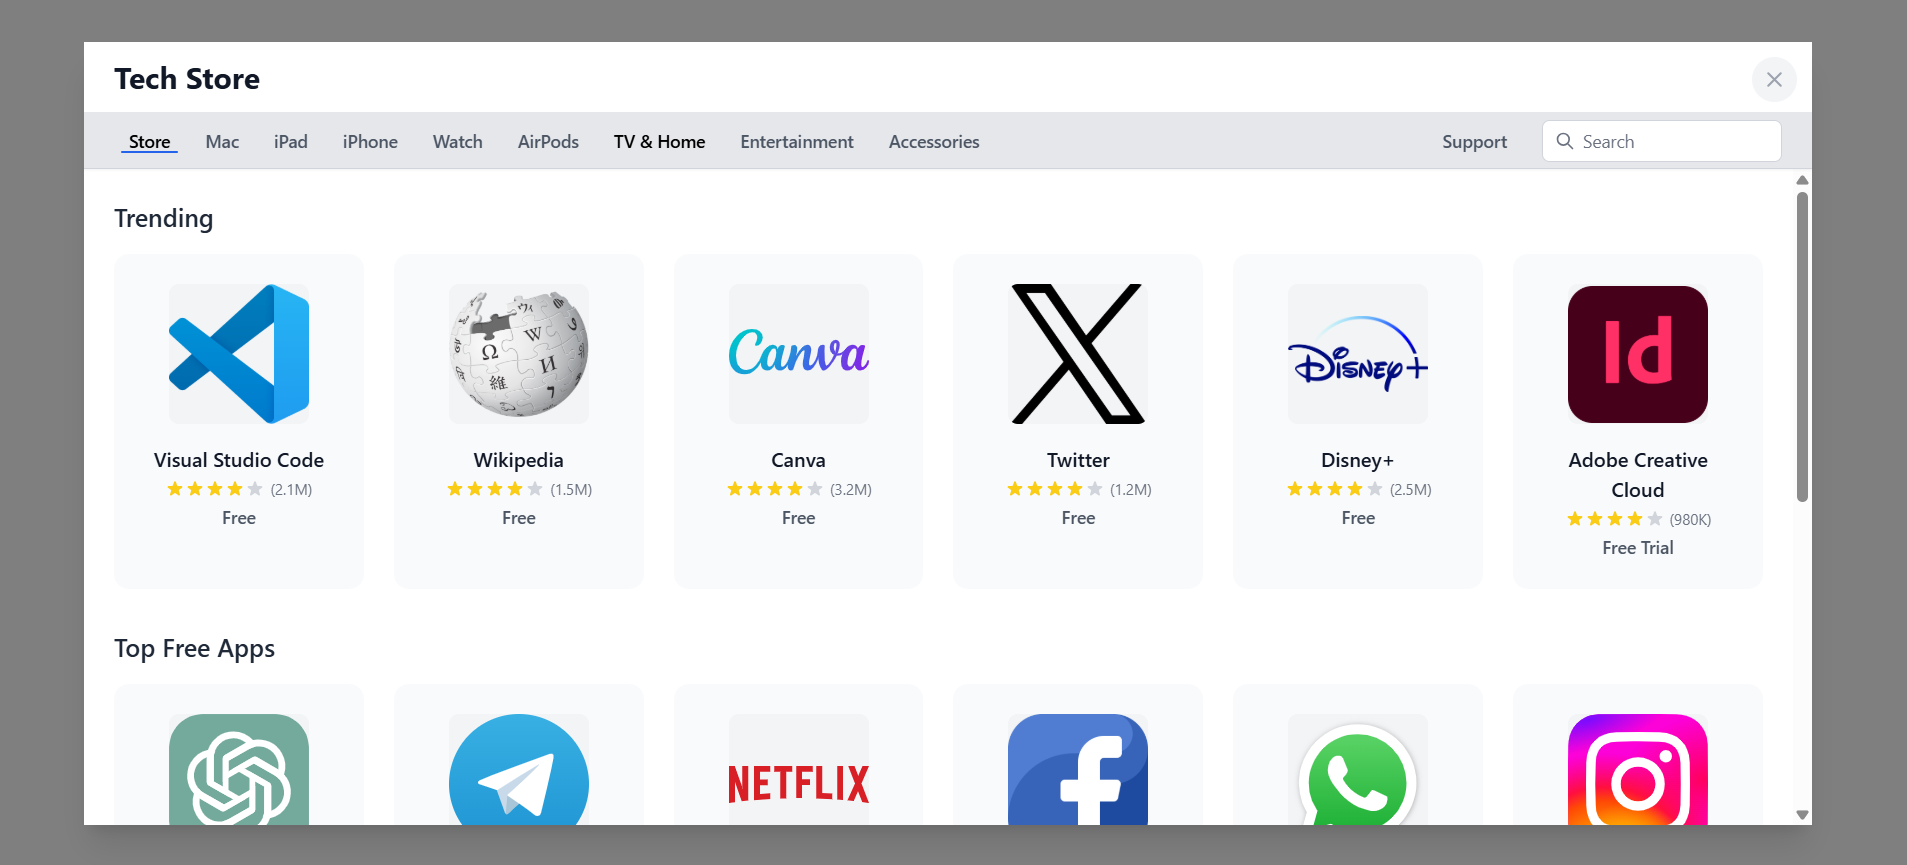 Tech Store
Store Mac iPad iPhone Watch AirPods TV & Home Entertainment Accessories Support Search
Trending
Canva
Disney+
Id
Visual Studio Code
(2.1M)
Free
Wikipedia
(1.5M)
Free
Canva
(3.2M)
Free
Twitter
(1.2M)
Free
Disney+
(2.5M)
Free
Adobe Creative
Cloud
(980K)
Free Trial
Top Free Apps
NETFLIX